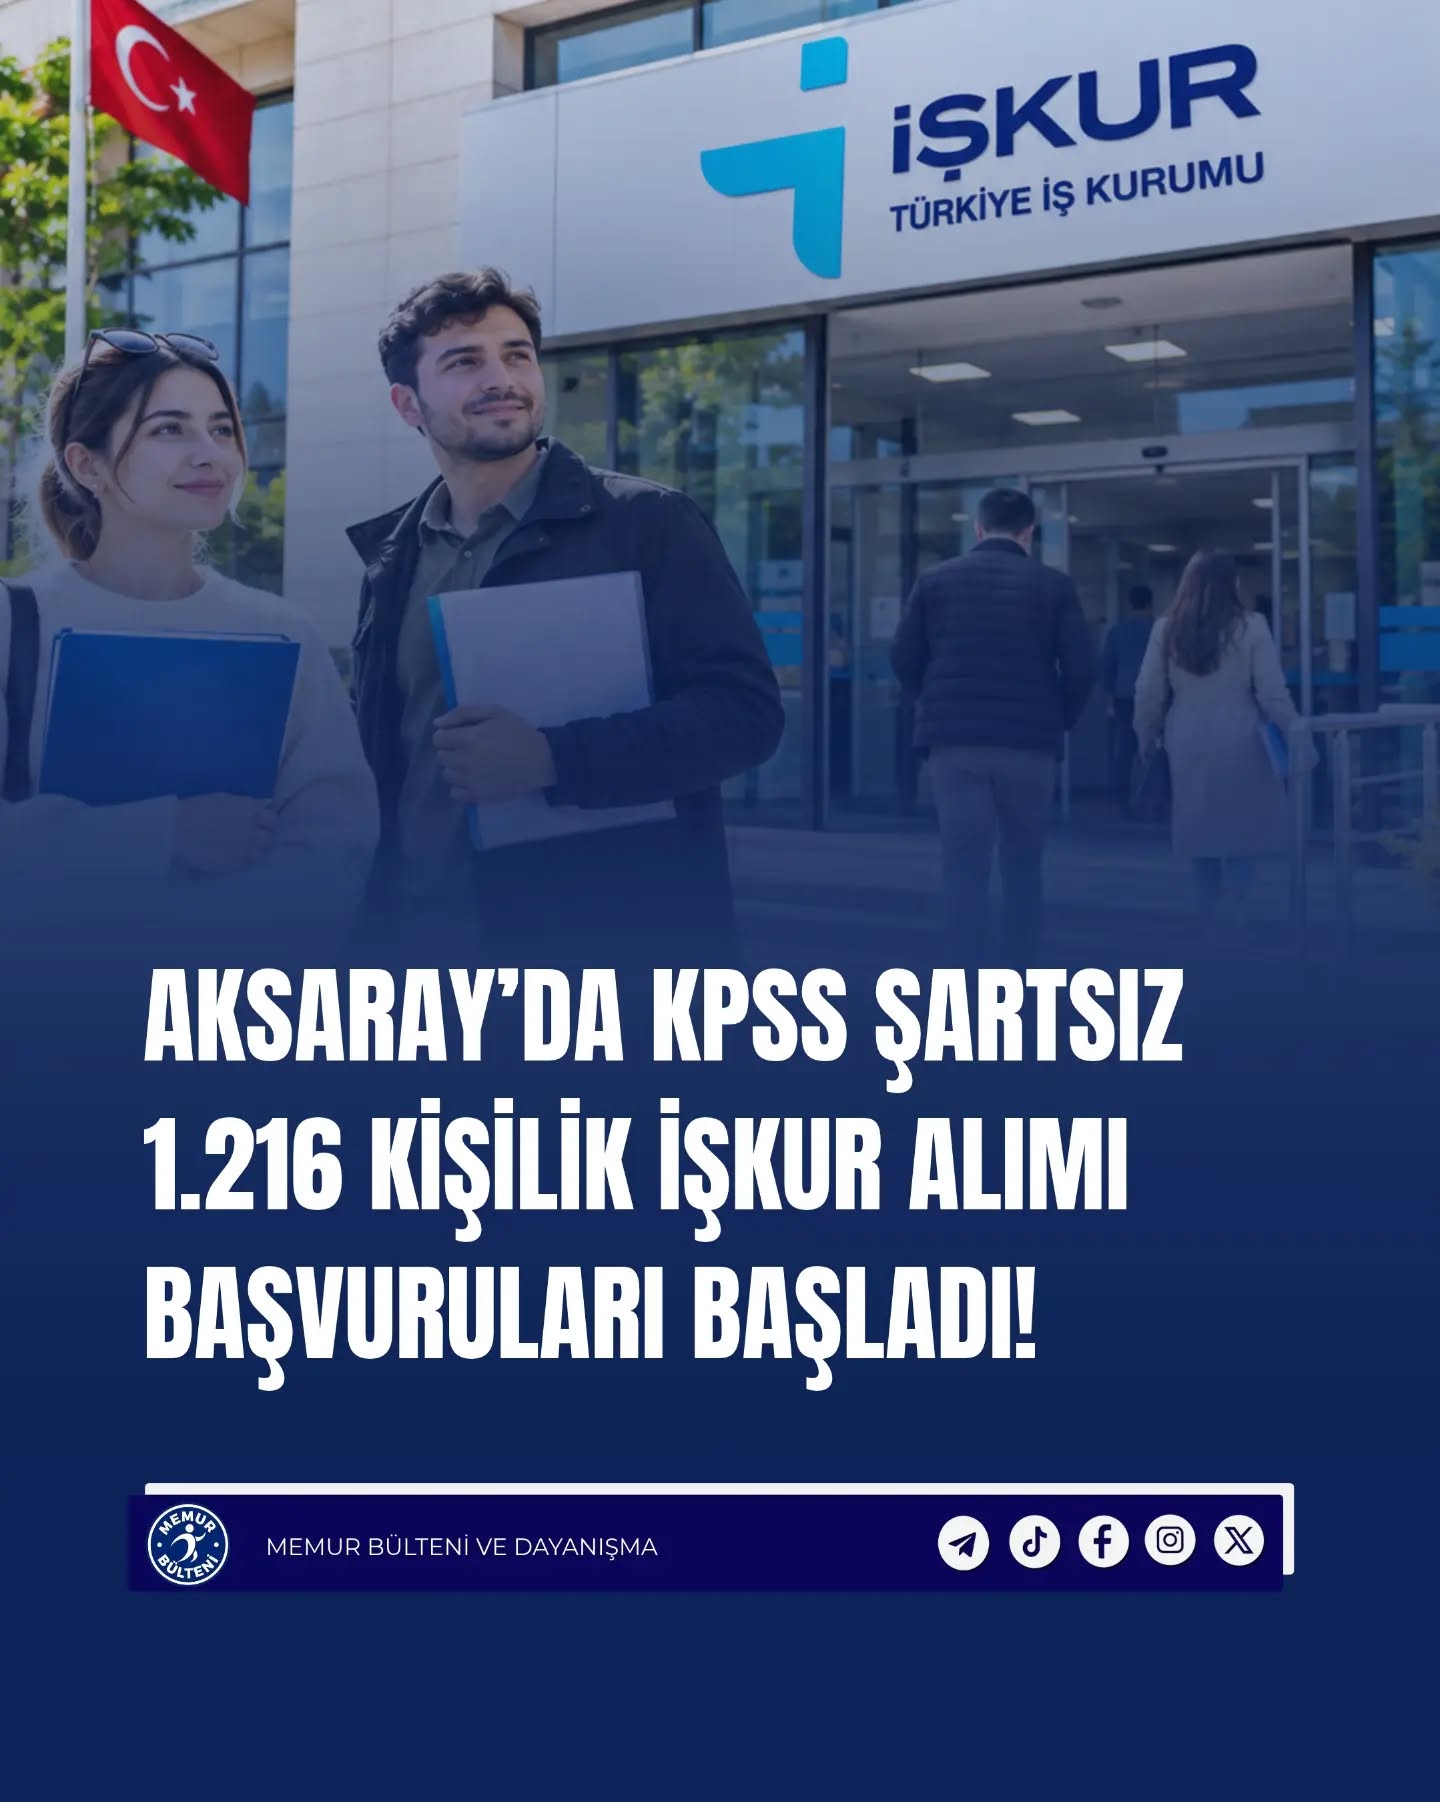 İŞKUR
TÜRKİYE İŞ KURUMU
AKSARAY’DA KPSS ŞARTSIZ
1.216 KİŞİLİK İŞKUR ALIMI
BAŞVURULARI BAŞLADI!
MEMUR BÜLTENİ
MEMUR BÜLTENİ VE DAYANIŞMA